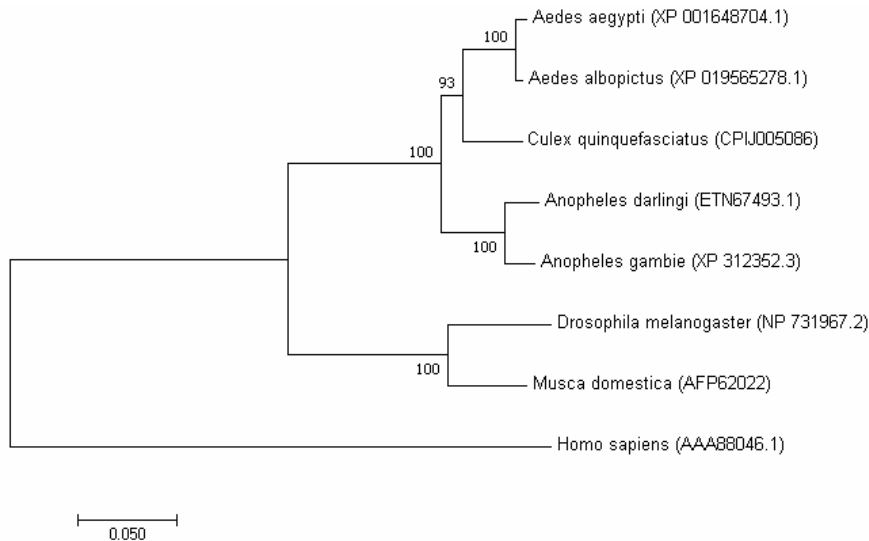 Aedes aegypti (XP 001648704.1)
100
Aedes albopictus (XP 019565278.1)
93
Culex quinquefasciatus (CPIJ005086)
100
Anopheles darlingi (ETN67493.1)
100
Anopheles gambie (XP 312352.3)
Drosophila melanogaster (NP 731967.2)
100
Musca domestica (AFP62022)
Homo sapiens (AAA88046.1)
0.050